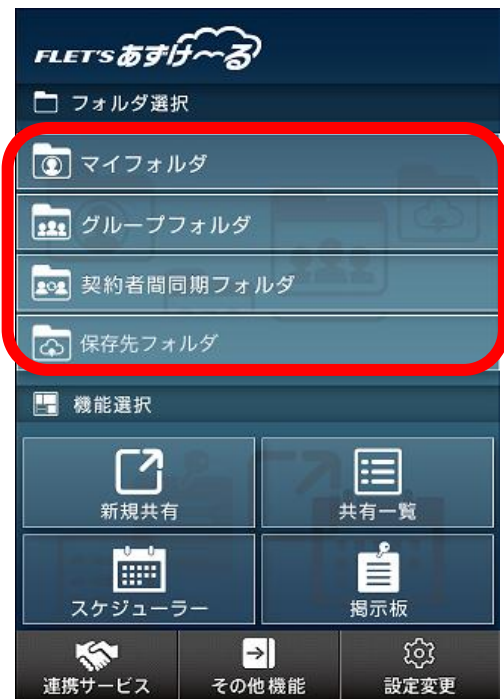 FLET'S あずけ〜る
フォルダ選択
マイフォルダ
グループフォルダ
契約者間同期フォルダ
保存先フォルダ
機能選択
新規共有 共有一覧
スケジューラー 掲示板
連携サービス その他機能 設定変更